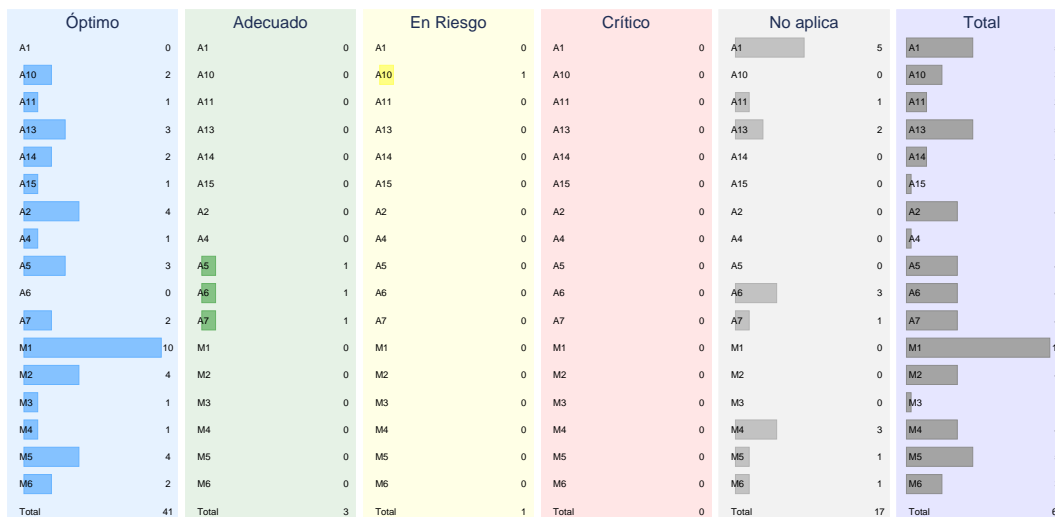 Óptimo Adecuado En Riesgo Crítico No aplica Total
A1 0 A1 0 A1 0 A1 0 A1 5 A1
A10 2 A10 0 A10 1 A10 0 A10 0 A10
A11 1 A11 0 A11 0 A11 0 A11 1 A11
A13 3 A13 0 A13 0 A13 0 A13 2 A13
A14 2 A14 0 A14 0 A14 0 A14 0 A14
A15 1 A15 0 A15 0 A15 0 A15 0 A15
A2 4 A2 0 A2 0 A2 0 A2 0 A2
A4 1 A4 0 A4 0 A4 0 A4 0 A4
A5 3 A5 1 A5 0 A5 0 A5 0 A5
A6 0 A6 1 A6 0 A6 0 A6 3 A6
A7 2 A7 1 A7 0 A7 0 A7 1 A7
M1 10 M1 0 M1 0 M1 0 M1 0 M1 1
M2 4 M2 0 M2 0 M2 0 M2 0 M2
M3 1 M3 0 M3 0 M3 0 M3 0 M3
M4 1 M4 0 M4 0 M4 0 M4 3 M4
M5 4 M5 0 M5 0 M5 0 M5 1 M5
M6 2 M6 0 M6 0 M6 0 M6 1 M6
Total 41 Total 3 Total 1 Total 0 Total 17 Total 6